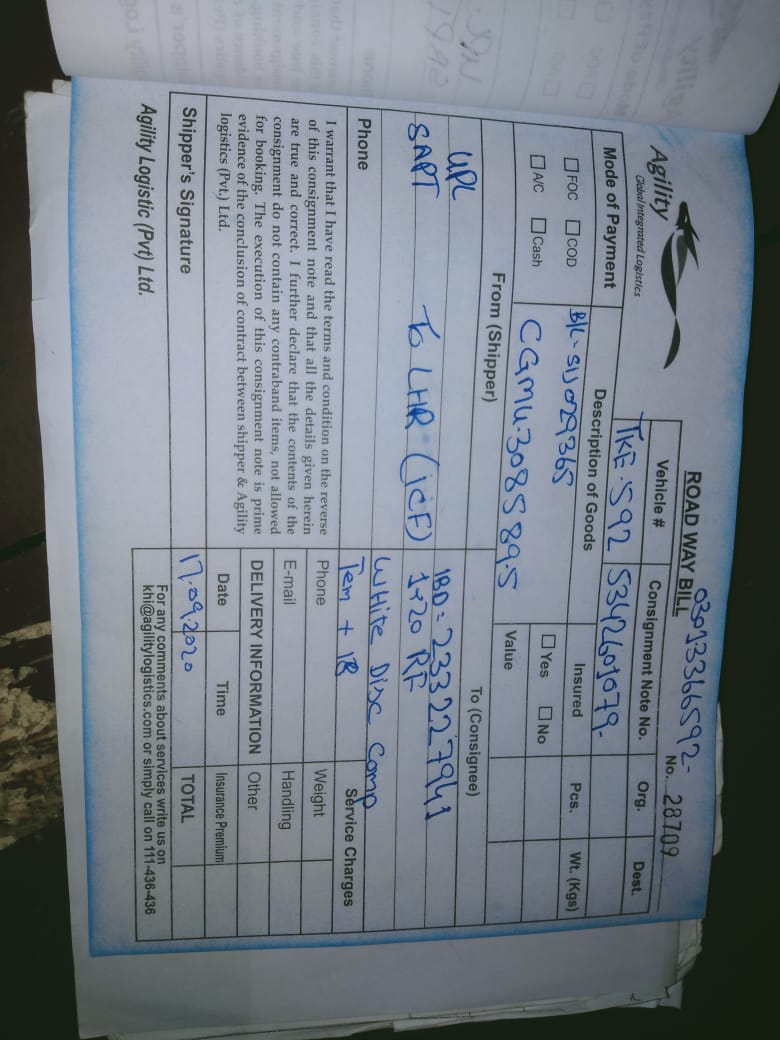 03013366592-
ROAD WAY BILL
No. 28709
Agility
Global Integrated Logistics
Vehicle #
Consignment Note No.
Org.
Dest.
TKE-592
5342601079-
Mode of Payment
Description of Goods
Insured
Pcs.
Wt. (Kgs)
FOC
COD
A/C
Cash
B/L-SIJ029365
CGMU-308589-5
Yes
No
Value
From (Shipper)
To (Consignee)
UPL
SAPT To LHR (iCF)
IBD = 233227941
1×20 RF
WHite Disc Comp
Tem + 18
Phone
Service Charges
I warrant that I have read the terms and condition on the reverse
of this consignment note and that all the details given herein
are true and correct. I further declare that the contents of the
consignment do not contain any contraband items, not allowed
for booking. The execution of this consignment note is prime
evidence of the conclusion of contract between shipper & Agility
logistics (Pvt.) Ltd.
Phone
Weight
E-mail
Handling
DELIVERY INFORMATION
Other
Date
Time
Insurance Premium
Shipper's Signature
17.09.2020
TOTAL
Agility Logistic (Pvt) Ltd.
For any comments about services write us on
khi@agilitylogistics.com or simply call on 111-436-436